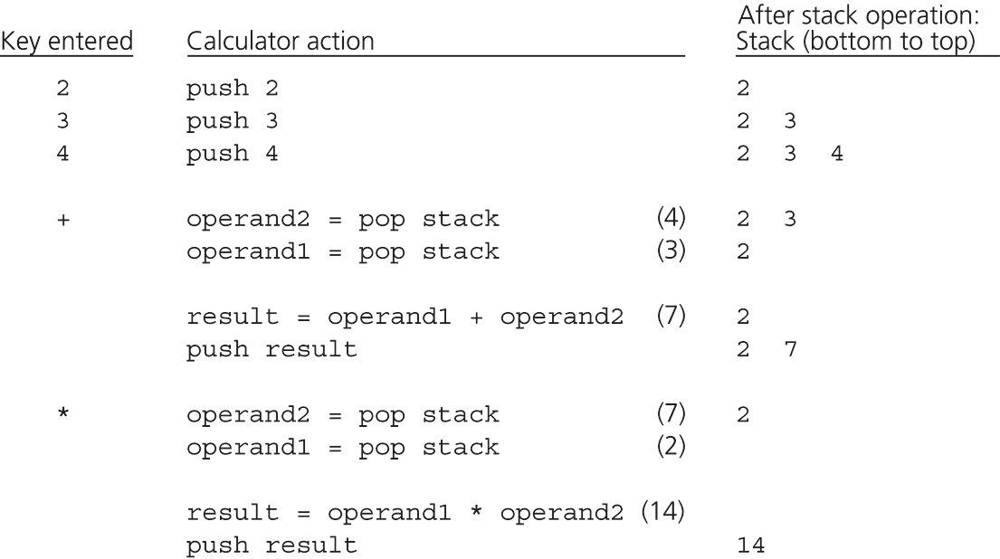 After stack operation:
Key entered Calculator action Stack (bottom to top)
2 push 2 2
3 push 3 2 3
4 push 4 2 3 4
+ operand2 = pop stack (4) 2 3
operand1 = pop stack (3) 2
result = operand1 + operand2 (7) 2
push result 2 7
* operand2 = pop stack (7) 2
operand1 = pop stack (2)
result = operand1 * operand2 (14)
push result 14